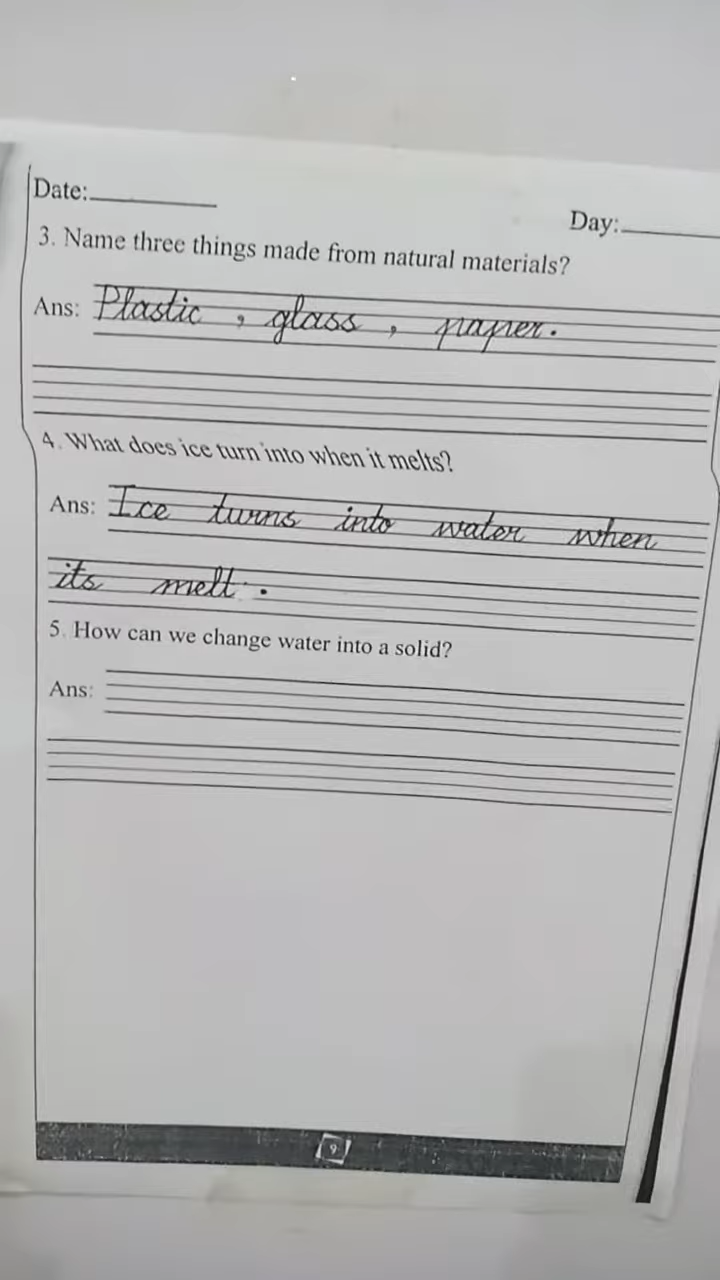 Date:
Day:
3. Name three things made from natural materials?
Ans: Plastic , glass , paper.
4. What does ice turn into when it melts?
Ans: Ice turns into water when
its melt.
5. How can we change water into a solid?
Ans:
9